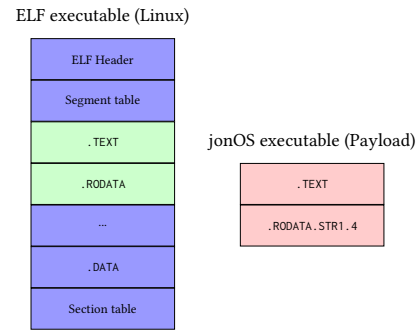 ELF executable (Linux)
ELF Header
Segment table
.TEXT
.RODATA
...
.DATA
Section table
jonOS executable (Payload)
.TEXT
.RODATA.STR1.4